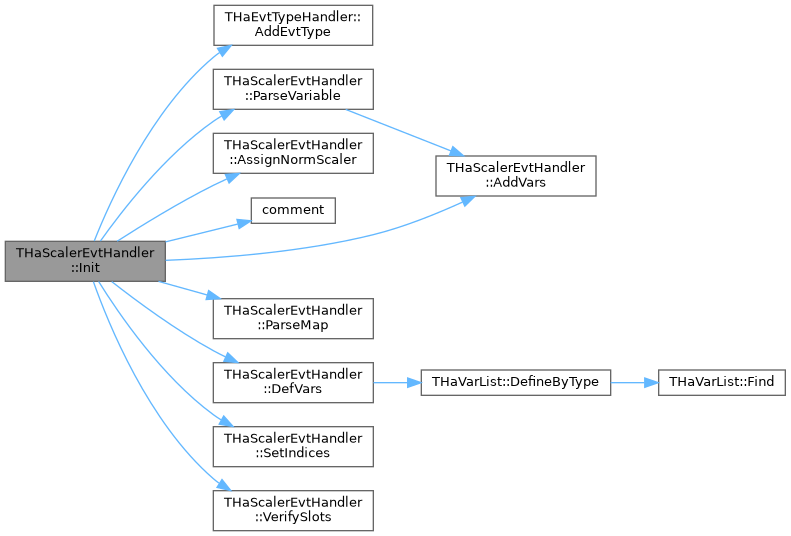 THaEvtTypeHandler::
AddEvtType
THaScalerEvtHandler
::ParseVariable
THaScalerEvtHandler
::AssignNormScaler
THaScalerEvtHandler
::AddVars
comment
THaScalerEvtHandler
::Init
THaScalerEvtHandler
::ParseMap
THaScalerEvtHandler
::DefVars
THaVarList::DefineByType
THaVarList::Find
THaScalerEvtHandler
::SetIndices
THaScalerEvtHandler
::VerifySlots